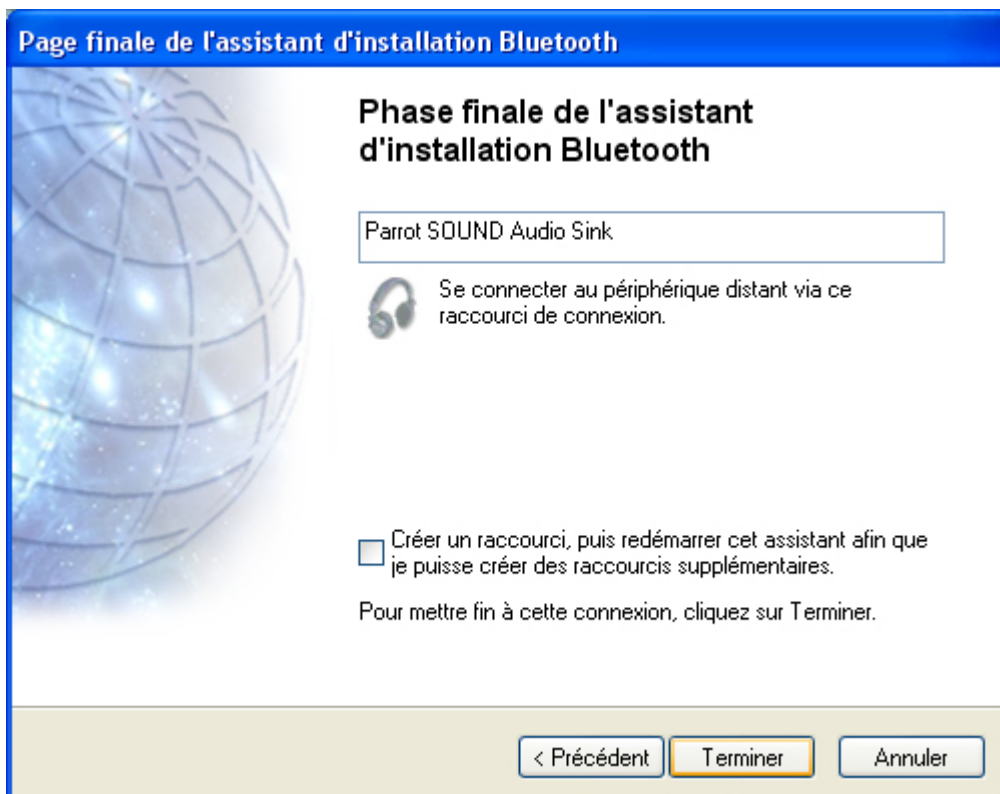 Page finale de l'assistant d'installation Bluetooth
Phase finale de l'assistant
d'installation Bluetooth
Parrot SOUND Audio Sink
Se connecter au périphérique distant via ce
raccourci de connexion.
Créer un raccourci, puis redémarrer cet assistant afin que
je puisse créer des raccourcis supplémentaires.
Pour mettre fin à cette connexion, cliquez sur Terminer.
< Précédent
Terminer
Annuler